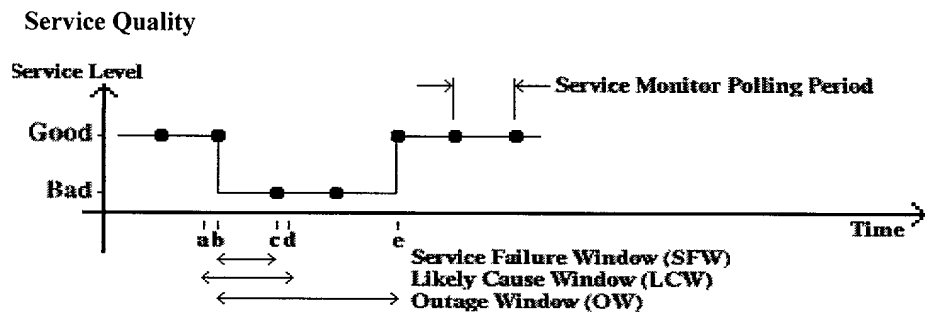 Service Quality
Service Level
Service Monitor Polling Period
Good
Bad
Time
a b c d e
Service Failure Window (SFW)
Likely Cause Window (LCW)
Outage Window (OW)